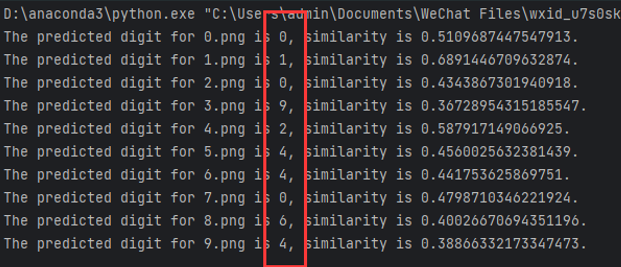 D:\anaconda3\python.exe "C:\Users\admin\Documents\WeChat Files\wxid_u7s0sk
The predicted digit for 0.png is 0, similarity is 0.5109687447547913.
The predicted digit for 1.png is 1, similarity is 0.6891446709632874.
The predicted digit for 2.png is 0, similarity is 0.4343867301940918.
The predicted digit for 3.png is 9, similarity is 0.36728954315185547.
The predicted digit for 4.png is 2, similarity is 0.587917149066925.
The predicted digit for 5.png is 4, similarity is 0.4560025632381439.
The predicted digit for 6.png is 4, similarity is 0.441753625869751.
The predicted digit for 7.png is 0, similarity is 0.4798710346221924.
The predicted digit for 8.png is 6, similarity is 0.40026670694351196.
The predicted digit for 9.png is 4, similarity is 0.38866332173347473.